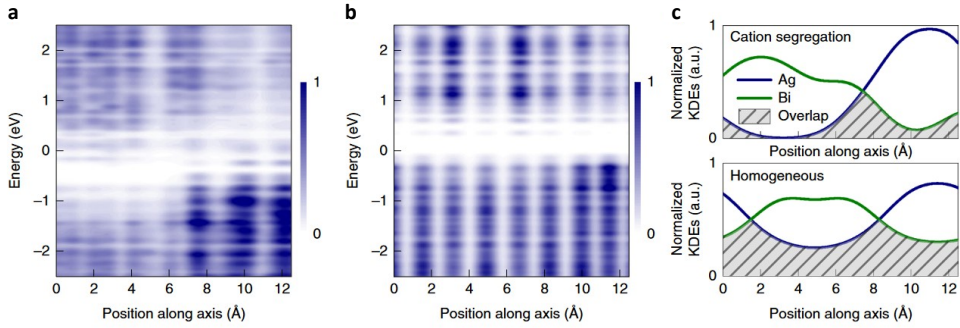 a
2
1
0
−1
−2
Energy (eV)
0 2 4 6 8 10 12
Position along axis (Å)
1
0
b
2
1
0
−1
−2
Energy (eV)
0 2 4 6 8 10 12
Position along axis (Å)
1
0
c
1
0
Normalized
KDEs (a.u.)
Cation segregation
Ag
Bi
Overlap
Position along axis (Å)
1
0
Normalized
KDEs (a.u.)
Homogeneous
0 2 4 6 8 10 12
Position along axis (Å)